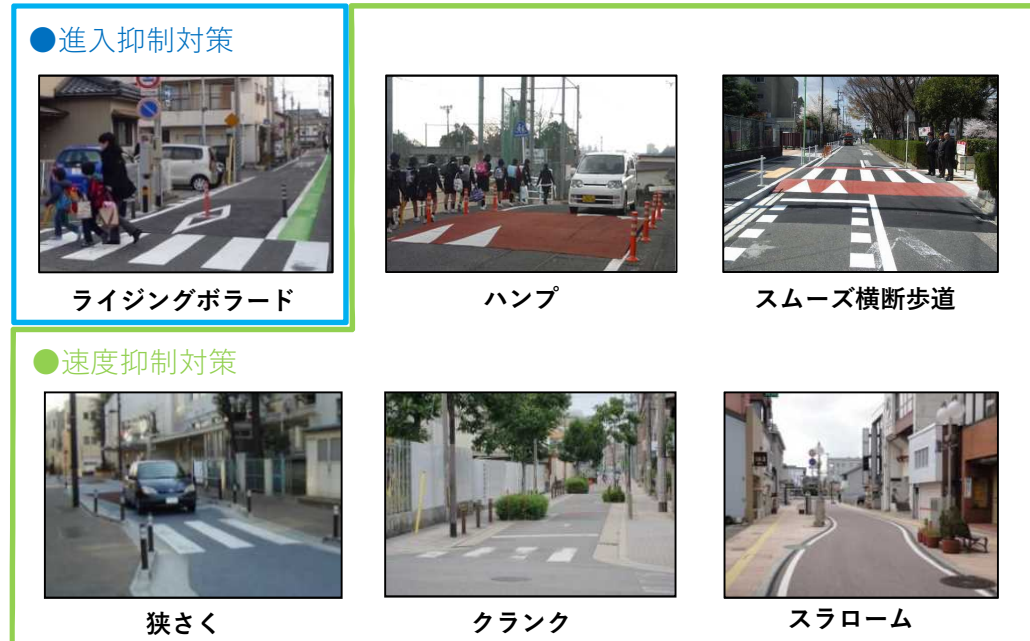 ●進入抑制対策
ライジングボラード
ハンプ
スムーズ横断歩道
●速度抑制対策
狭さく
クランク
スラローム